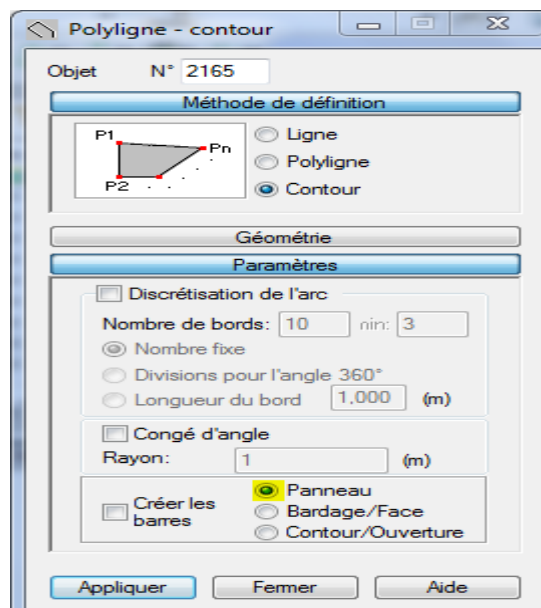 Polyligne - contour
Objet N° 2165
Méthode de définition
P1
Pn
P2 . . .
Ligne
Polyligne
Contour
Géométrie
Paramètres
Discrétisation de l'arc
Nombre de bords: 10 nin: 3
Nombre fixe
Divisions pour l'angle 360°
Longueur du bord 1,000 (m)
Congé d'angle
Rayon: 1 (m)
Créer les barres
Panneau
Bardage/Face
Contour/Ouverture
Appliquer Fermer Aide